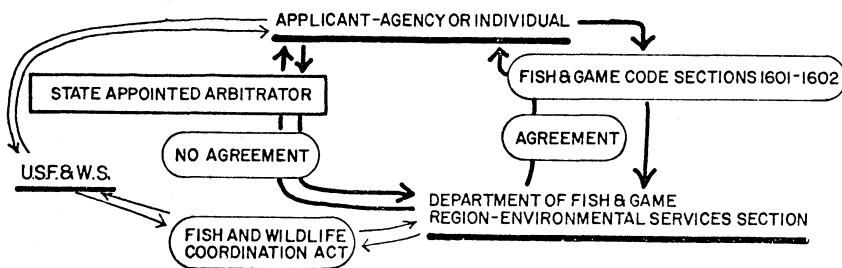 APPLICANT-AGENCY OR INDIVIDUAL
FISH & GAME CODE SECTIONS 1601-1602
STATE APPOINTED ARBITRATOR
AGREEMENT
NO AGREEMENT
U.S.F.& W.S.
DEPARTMENT OF FISH & GAME
REGION-ENVIRONMENTAL SERVICES SECTION
FISH AND WILDLIFE
COORDINATION ACT